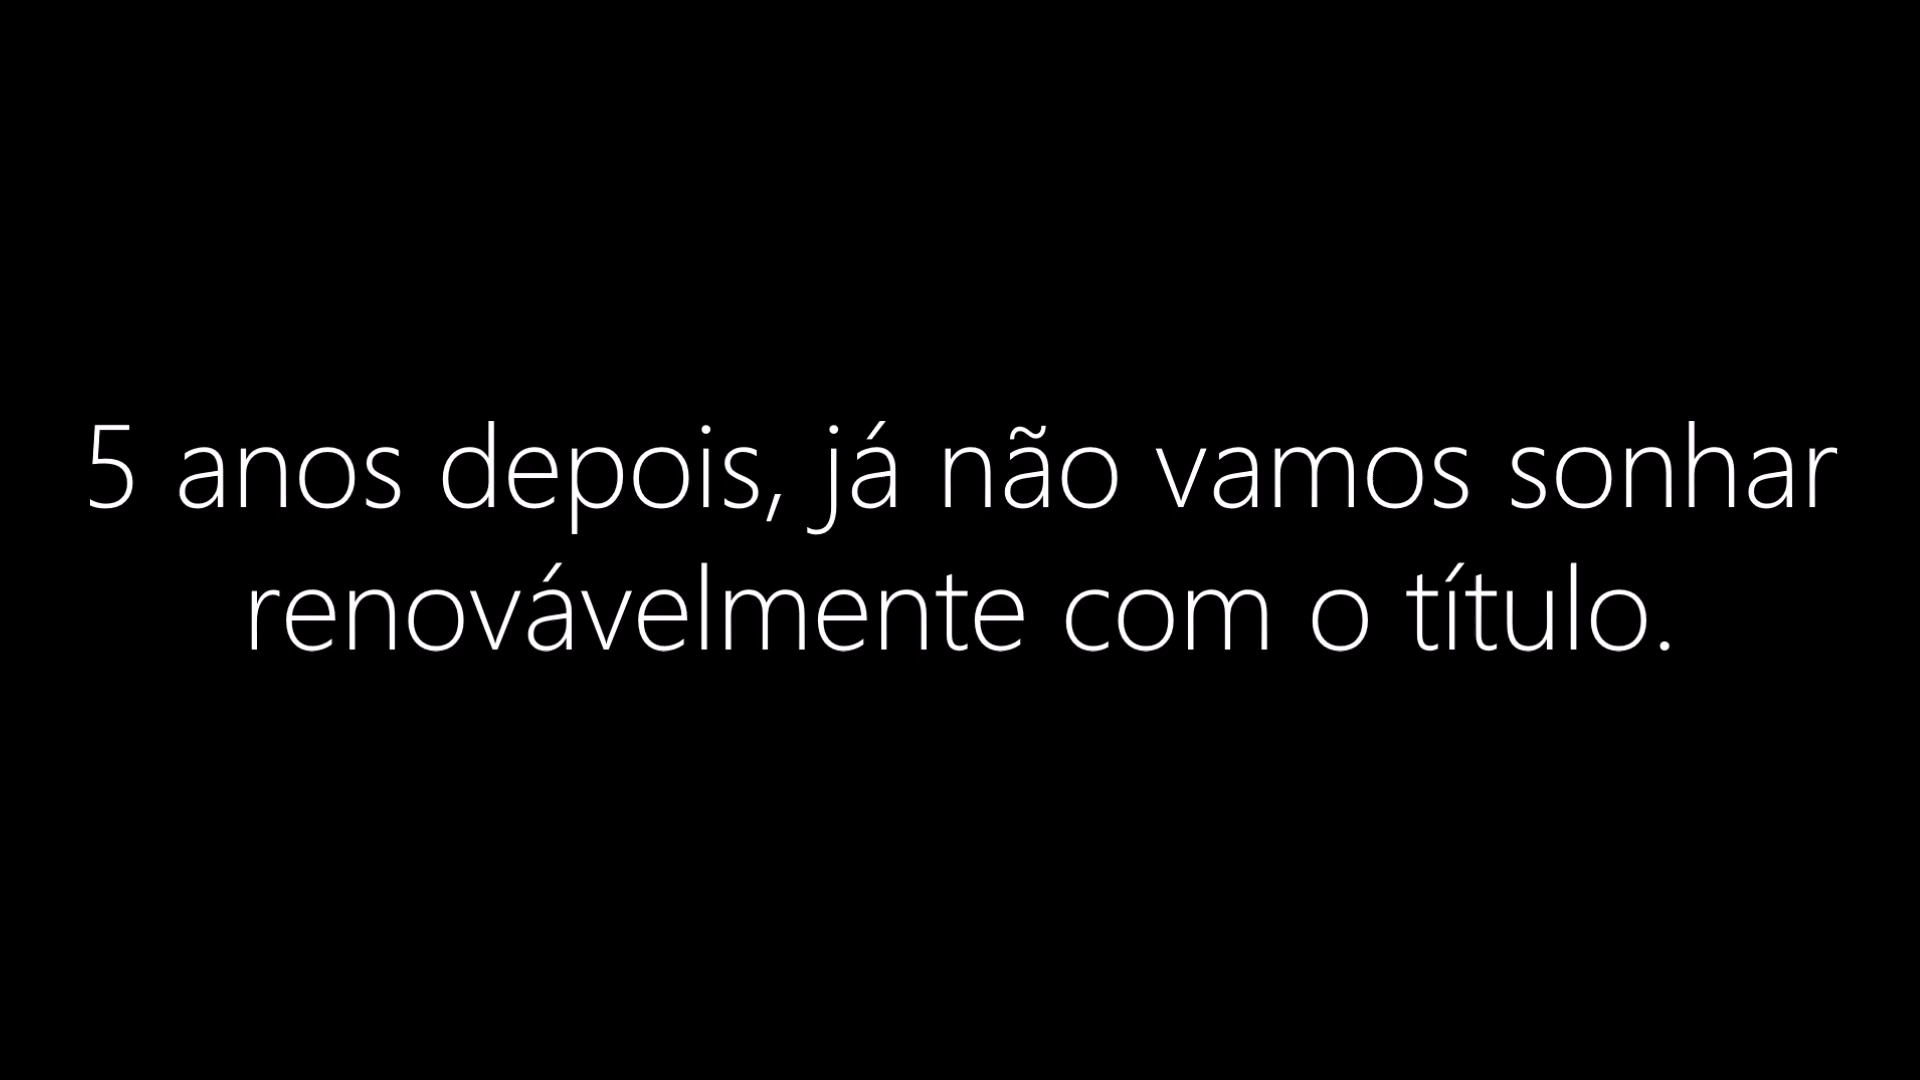 5 anos depois, já não vamos sonhar
renovávelmente com o título.